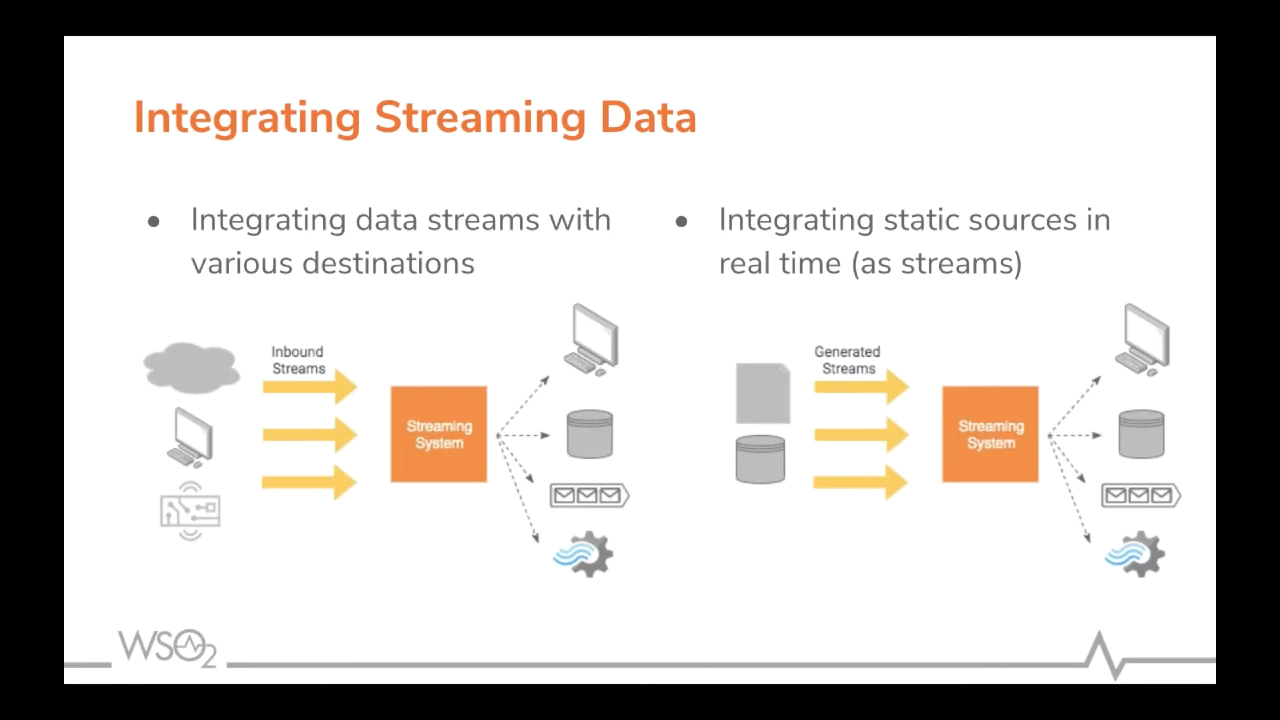 Integrating Streaming Data
● Integrating data streams with
various destinations
Inbound
Streams
Streaming
System
● Integrating static sources in
real time (as streams)
Generated
Streams
Streaming
System
WSO2